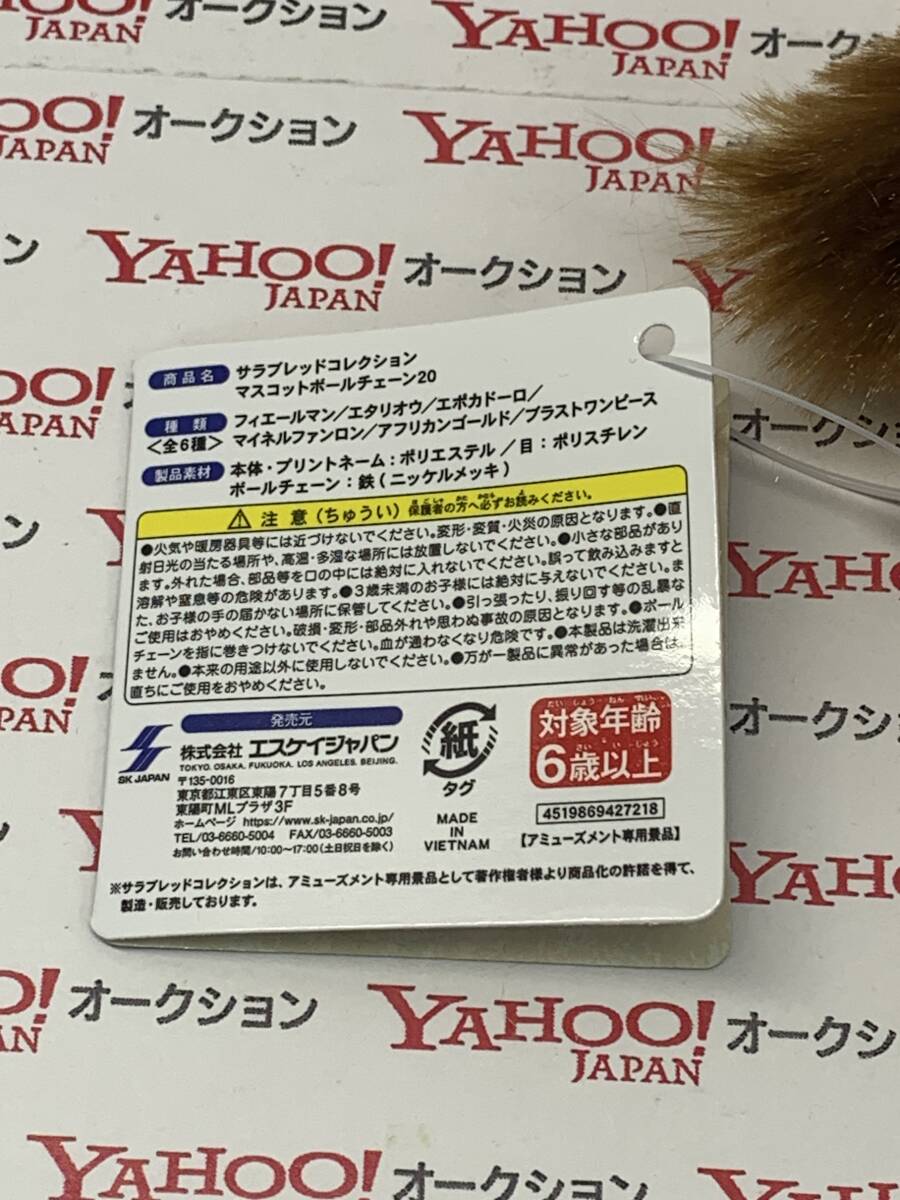 オークション
YAHOO!
JAPAN
オーク
JAPAN
YAHOO!
オークション
JAPAN
YAHOO!
JAPAN
YAHOO!
オークション
JAPAN
商品名
サラブレッドコレクション
マスコットボールチェーン20
種類
<全6種>
フィエールマン/エタリオウ/エポカドーロ/
マイネルファンロン/アフリカンゴールド/ブラストワンピース
製品素材
本体・プリントネーム:ポリエステル/目:ポリスチレン
ボールチェーン:鉄(ニッケルメッキ)
注意(ちゅうい)保護者の方へ必ずお読みください。
●火気や暖房器具等には近づけないでください。変形・変質・火災の原因となります。●直
射日光の当たる場所や、高温・多湿な場所には放置しないでください。●小さな部品があり
ます。外れた場合、部品等を口の中には絶対に入れないでください。誤って飲み込みますと
溶解や窒息等の危険があります。●3歳未満のお子様には絶対に与えないでください。ま
た、お子様の手の届かない場所に保管してください。●引っ張ったり、振り回す等の乱暴な
ご使用はおやめください。破損・変形・部品外れや思わぬ事故の原因となります。●ボール
チェーンを指に巻きつけないでください。血が通わなくなり危険です。●本製品は洗濯出来
ません。●本来の用途以外に使用しないでください。●万が一製品に異常があった場合は、
直ちにご使用をおやめください。
発売元
SK JAPAN
株式会社 エスケイジャパン
TOKYO. OSAKA. FUKUOKA. LOS ANGELES. BEIJING.
〒135-0016
東京都江東区東陽7丁目5番8号
東陽町MLプラザ3F
ホームページ https://www.sk-japan.co.jp/
TEL/03-6660-5004 FAX/03-6660-5003
お問い合わせ時間/10:00〜17:00(土日祝日を除く)
紙
タグ
MADE
IN
VIETNAM
対象年齢
6歳以上
4519869427218
【アミューズメント専用景品】
※サラブレッドコレクションは、アミューズメント専用景品として著作権者様より商品化の許諾を得て、
製造・販売しております。
オークション
YAHOO!
JAPAN
オークション
YAHOO!
JAPAN
YAHOO!
オークション
YAHOO!
JAPAN
YAHOO!
オークション